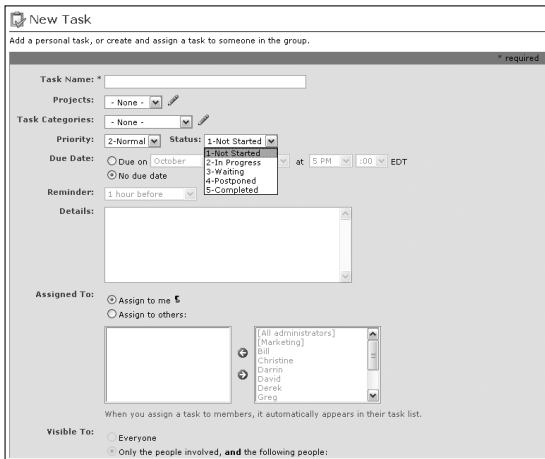 New Task
Add a personal task, or create and assign a task to someone in the group.
* required
Task Name: *
Projects: - None -
Task Categories: - None -
Priority: 2-Normal Status: 1-Not Started
1-Not Started
2-In Progress
3-Waiting
4-Postponed
5-Completed
Due Date: Due on October at 5 PM :00 EDT
No due date
Reminder: 1 hour before
Details:
Assigned To: Assign to me
Assign to others:
[All administrators]
[Marketing]
Bill
Christine
Darrin
David
Derek
Greg
When you assign a task to members, it automatically appears in their task list.
Visible To: Everyone
Only the people involved, and the following people: